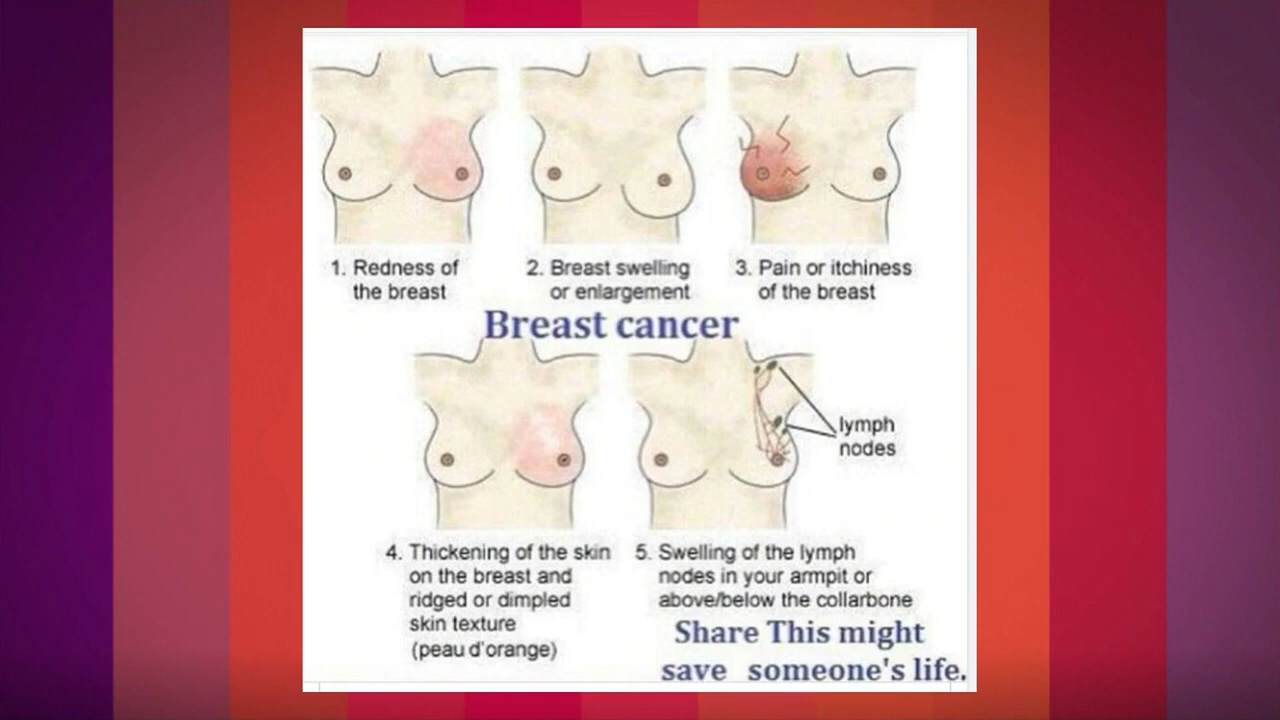 1. Redness of
the breast
2. Breast swelling
or enlargement
3. Pain or itchiness
of the breast
Breast cancer
lymph
nodes
4. Thickening of the skin
on the breast and
ridged or dimpled
skin texture
(peau d'orange)
5. Swelling of the lymph
nodes in your armpit or
above/below the collarbone
Share This might
save someone's life.